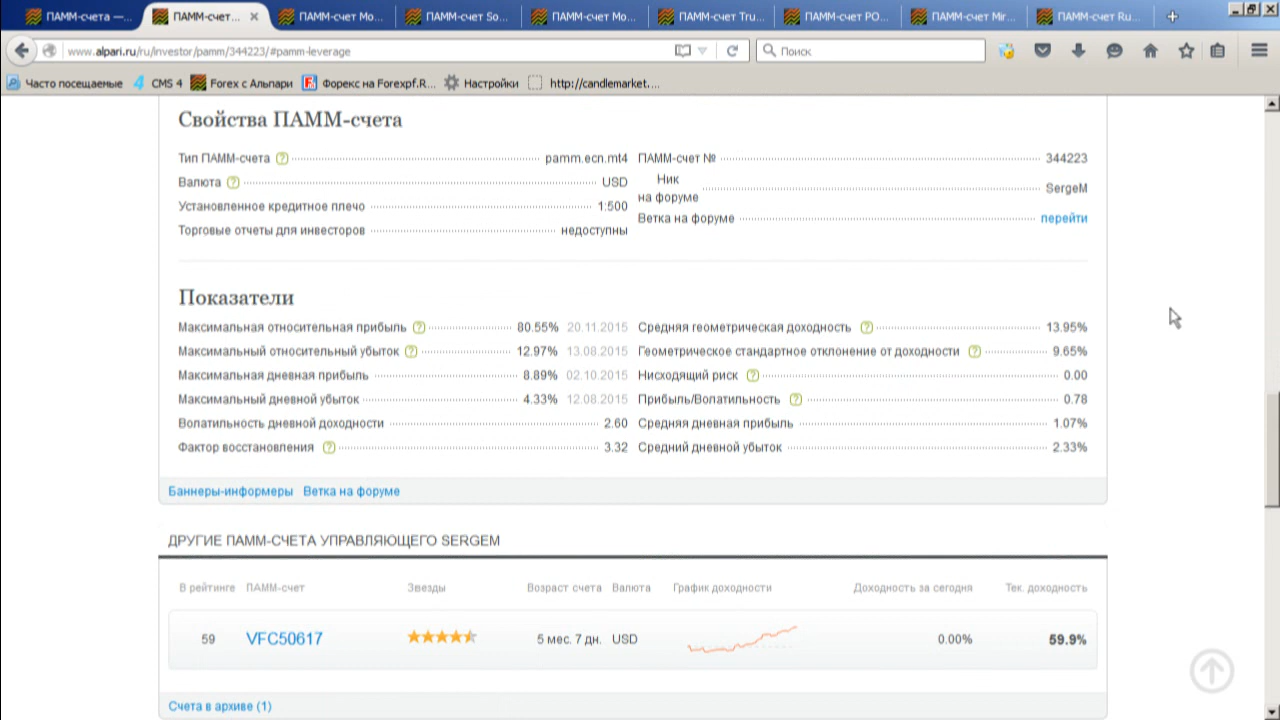 ПАММ-счета —...
ПАММ-счет...
ПАММ-счет Mo...
ПАММ-счет So...
ПАММ-счет Mo...
ПАММ-счет Tru...
ПАММ-счет PO...
ПАММ-счет Mir...
ПАММ-счет Ru...
www.alpari.ru/ru/investor/pamm/344223/#pamm-leverage
Поиск
Часто посещаемые
CMS 4
Forex с Альпари
Форекс на Forexpf.R...
Настройки
http://candlemarket....
Свойства ПАММ-счета
Тип ПАММ-счета ? pamm.ecn.mt4
Валюта ? USD
Установленное кредитное плечо 1:500
Торговые отчеты для инвесторов недоступны
ПАММ-счет № 344223
Ник
на форуме SergeM
Ветка на форуме перейти
Показатели
Максимальная относительная прибыль ? 80.55% 20.11.2015
Максимальный относительный убыток ? 12.97% 13.08.2015
Максимальная дневная прибыль 8.89% 02.10.2015
Максимальный дневной убыток 4.33% 12.08.2015
Волатильность дневной доходности 2.60
Фактор восстановления ? 3.32
Средняя геометрическая доходность ? 13.95%
Геометрическое стандартное отклонение от доходности ? 9.65%
Нисходящий риск ? 0.00
Прибыль/Волатильность ? 0.78
Средняя дневная прибыль 1.07%
Средний дневной убыток 2.33%
Баннеры-информеры Ветка на форуме
ДРУГИЕ ПАММ-СЧЕТА УПРАВЛЯЮЩЕГО SERGEM
В рейтинге ПАММ-счет Звезды Возраст счета Валюта График доходности Доходность за сегодня Тек. доходность
59 VFC50617 5 мес. 7 дн. USD 0.00% 59.9%
Счета в архиве (1)